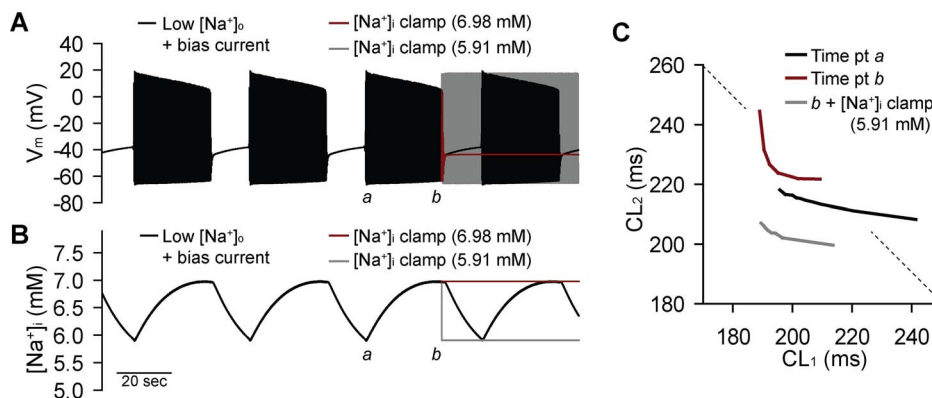 A
Low [Na⁺]ₒ
+ bias current
[Na⁺]ᵢ clamp (6.98 mM)
[Na⁺]ᵢ clamp (5.91 mM)
Vₘ (mV)
40
20
0
-20
-40
-60
-80
a
b
B
Low [Na⁺]ₒ
+ bias current
[Na⁺]ᵢ clamp (6.98 mM)
[Na⁺]ᵢ clamp (5.91 mM)
[Na⁺]ᵢ (mM)
7.5
7.0
6.5
6.0
5.5
5.0
a
b
20 sec
C
Time pt a
Time pt b
b + [Na⁺]ᵢ clamp
(5.91 mM)
CL₂ (ms)
260
240
220
200
180
180 200 220 240
CL₁ (ms)